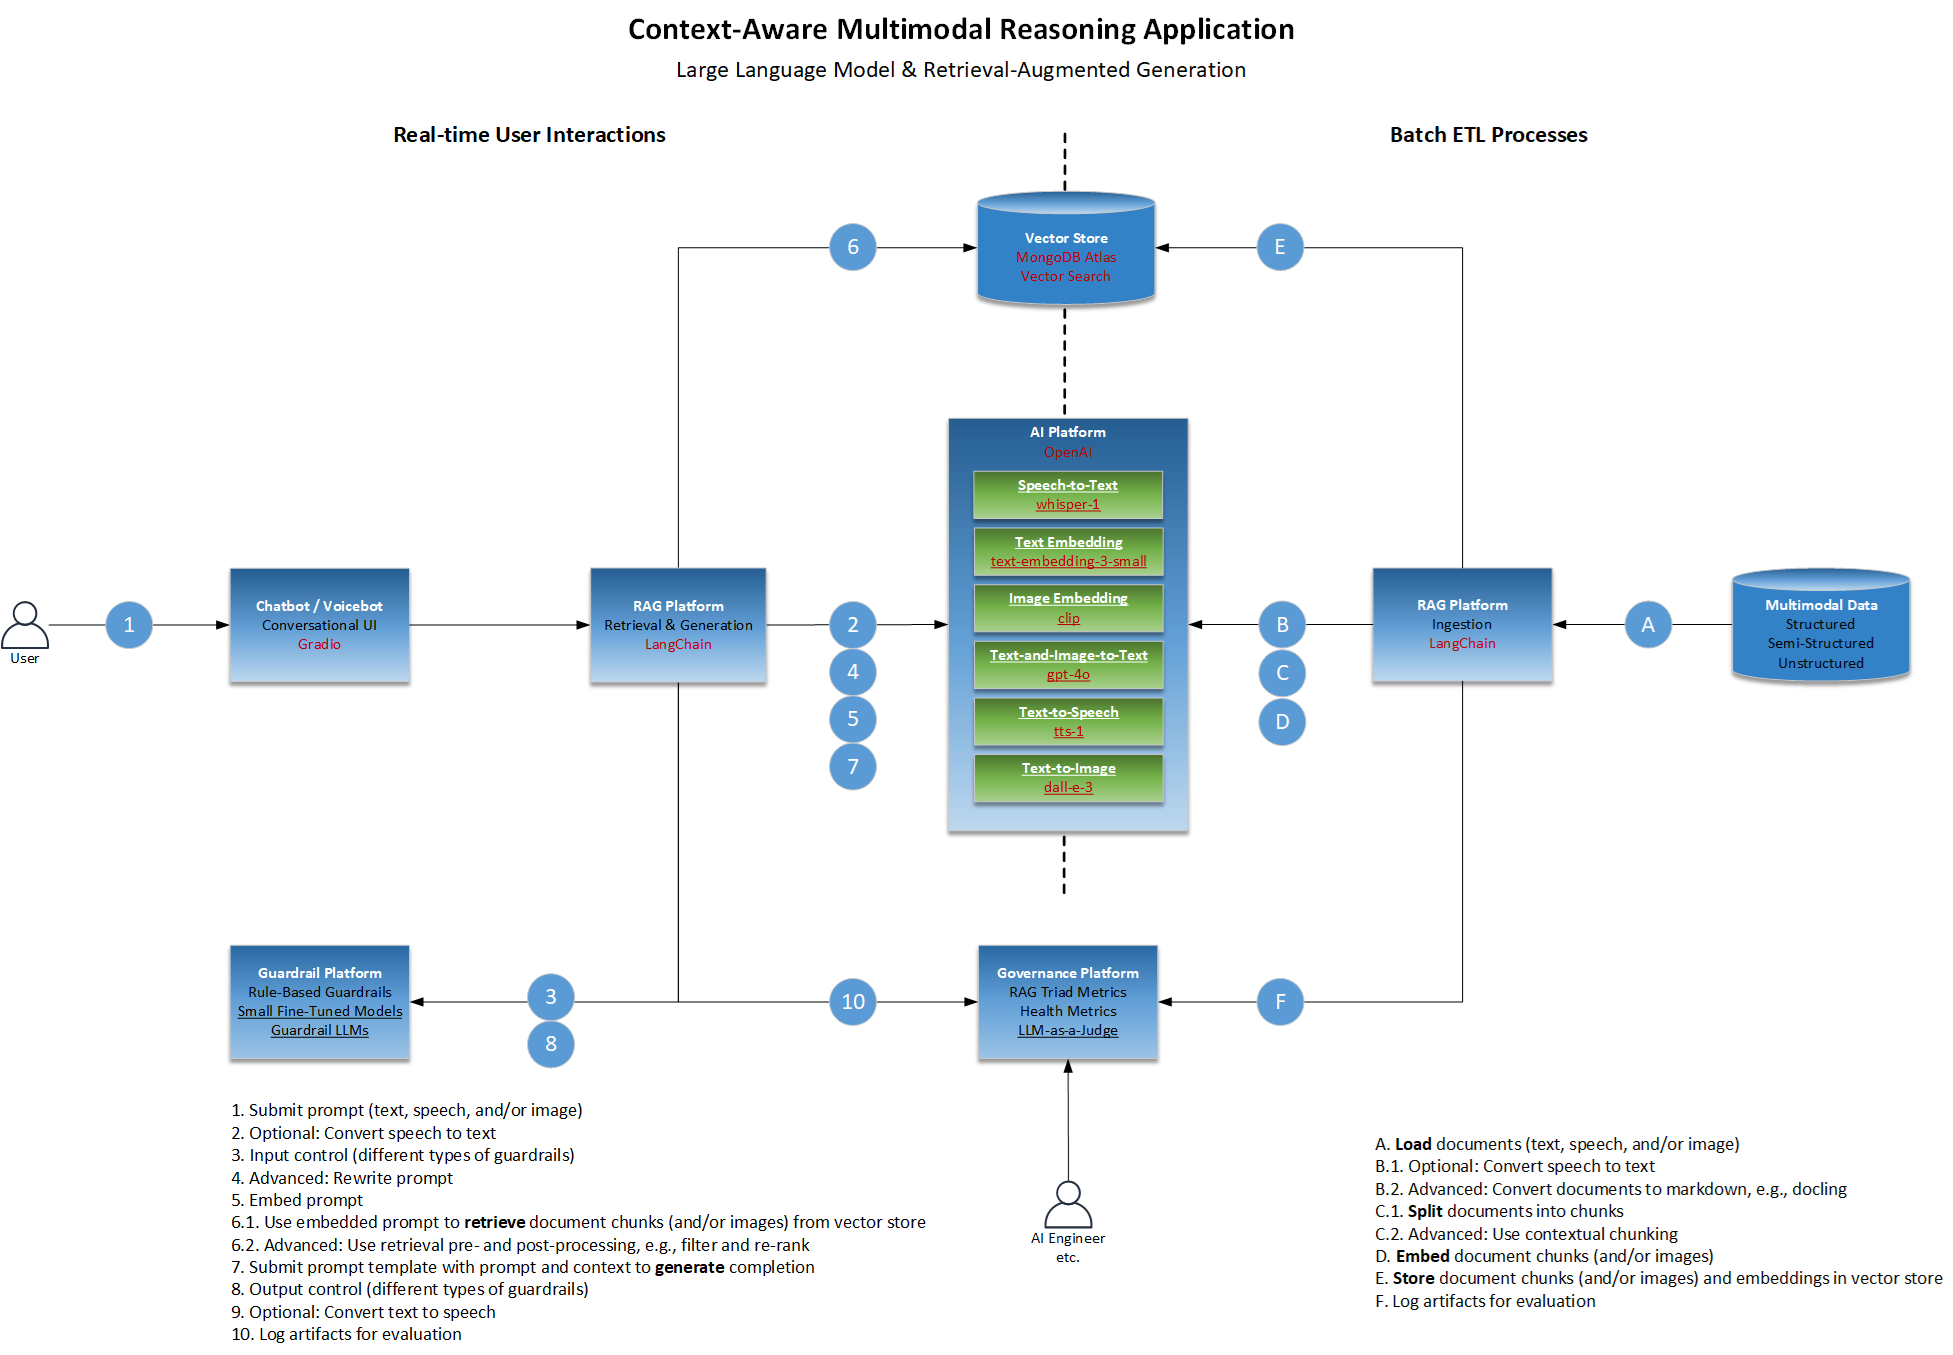 Context-Aware Multimodal Reasoning Application
Large Language Model & Retrieval-Augmented Generation
Real-time User Interactions
Batch ETL Processes
6
Vector Store
MongoDB Atlas
Vector Search
E
AI Platform
OpenAI
Speech-to-Text
whisper-1
Text Embedding
text-embedding-3-small
Image Embedding
clip
Text-and-Image-to-Text
gpt-4o
Text-to-Speech
tts-1
Text-to-Image
dall-e-3
User
1
Chatbot / Voicebot
Conversational UI
Gradio
RAG Platform
Retrieval & Generation
LangChain
2
4
5
7
B
C
D
RAG Platform
Ingestion
LangChain
A
Multimodal Data
Structured
Semi-Structured
Unstructured
Guardrail Platform
Rule-Based Guardrails
Small Fine-Tuned Models
Guardrail LLMs
3
8
10
Governance Platform
RAG Triad Metrics
Health Metrics
LLM-as-a-Judge
F
AI Engineer
etc.
1. Submit prompt (text, speech, and/or image)
2. Optional: Convert speech to text
3. Input control (different types of guardrails)
4. Advanced: Rewrite prompt
5. Embed prompt
6.1. Use embedded prompt to retrieve document chunks (and/or images) from vector store
6.2. Advanced: Use retrieval pre- and post-processing, e.g., filter and re-rank
7. Submit prompt template with prompt and context to generate completion
8. Output control (different types of guardrails)
9. Optional: Convert text to speech
10. Log artifacts for evaluation
A. Load documents (text, speech, and/or image)
B.1. Optional: Convert speech to text
B.2. Advanced: Convert documents to markdown, e.g., docling
C.1. Split documents into chunks
C.2. Advanced: Use contextual chunking
D. Embed document chunks (and/or images)
E. Store document chunks (and/or images) and embeddings in vector store
F. Log artifacts for evaluation